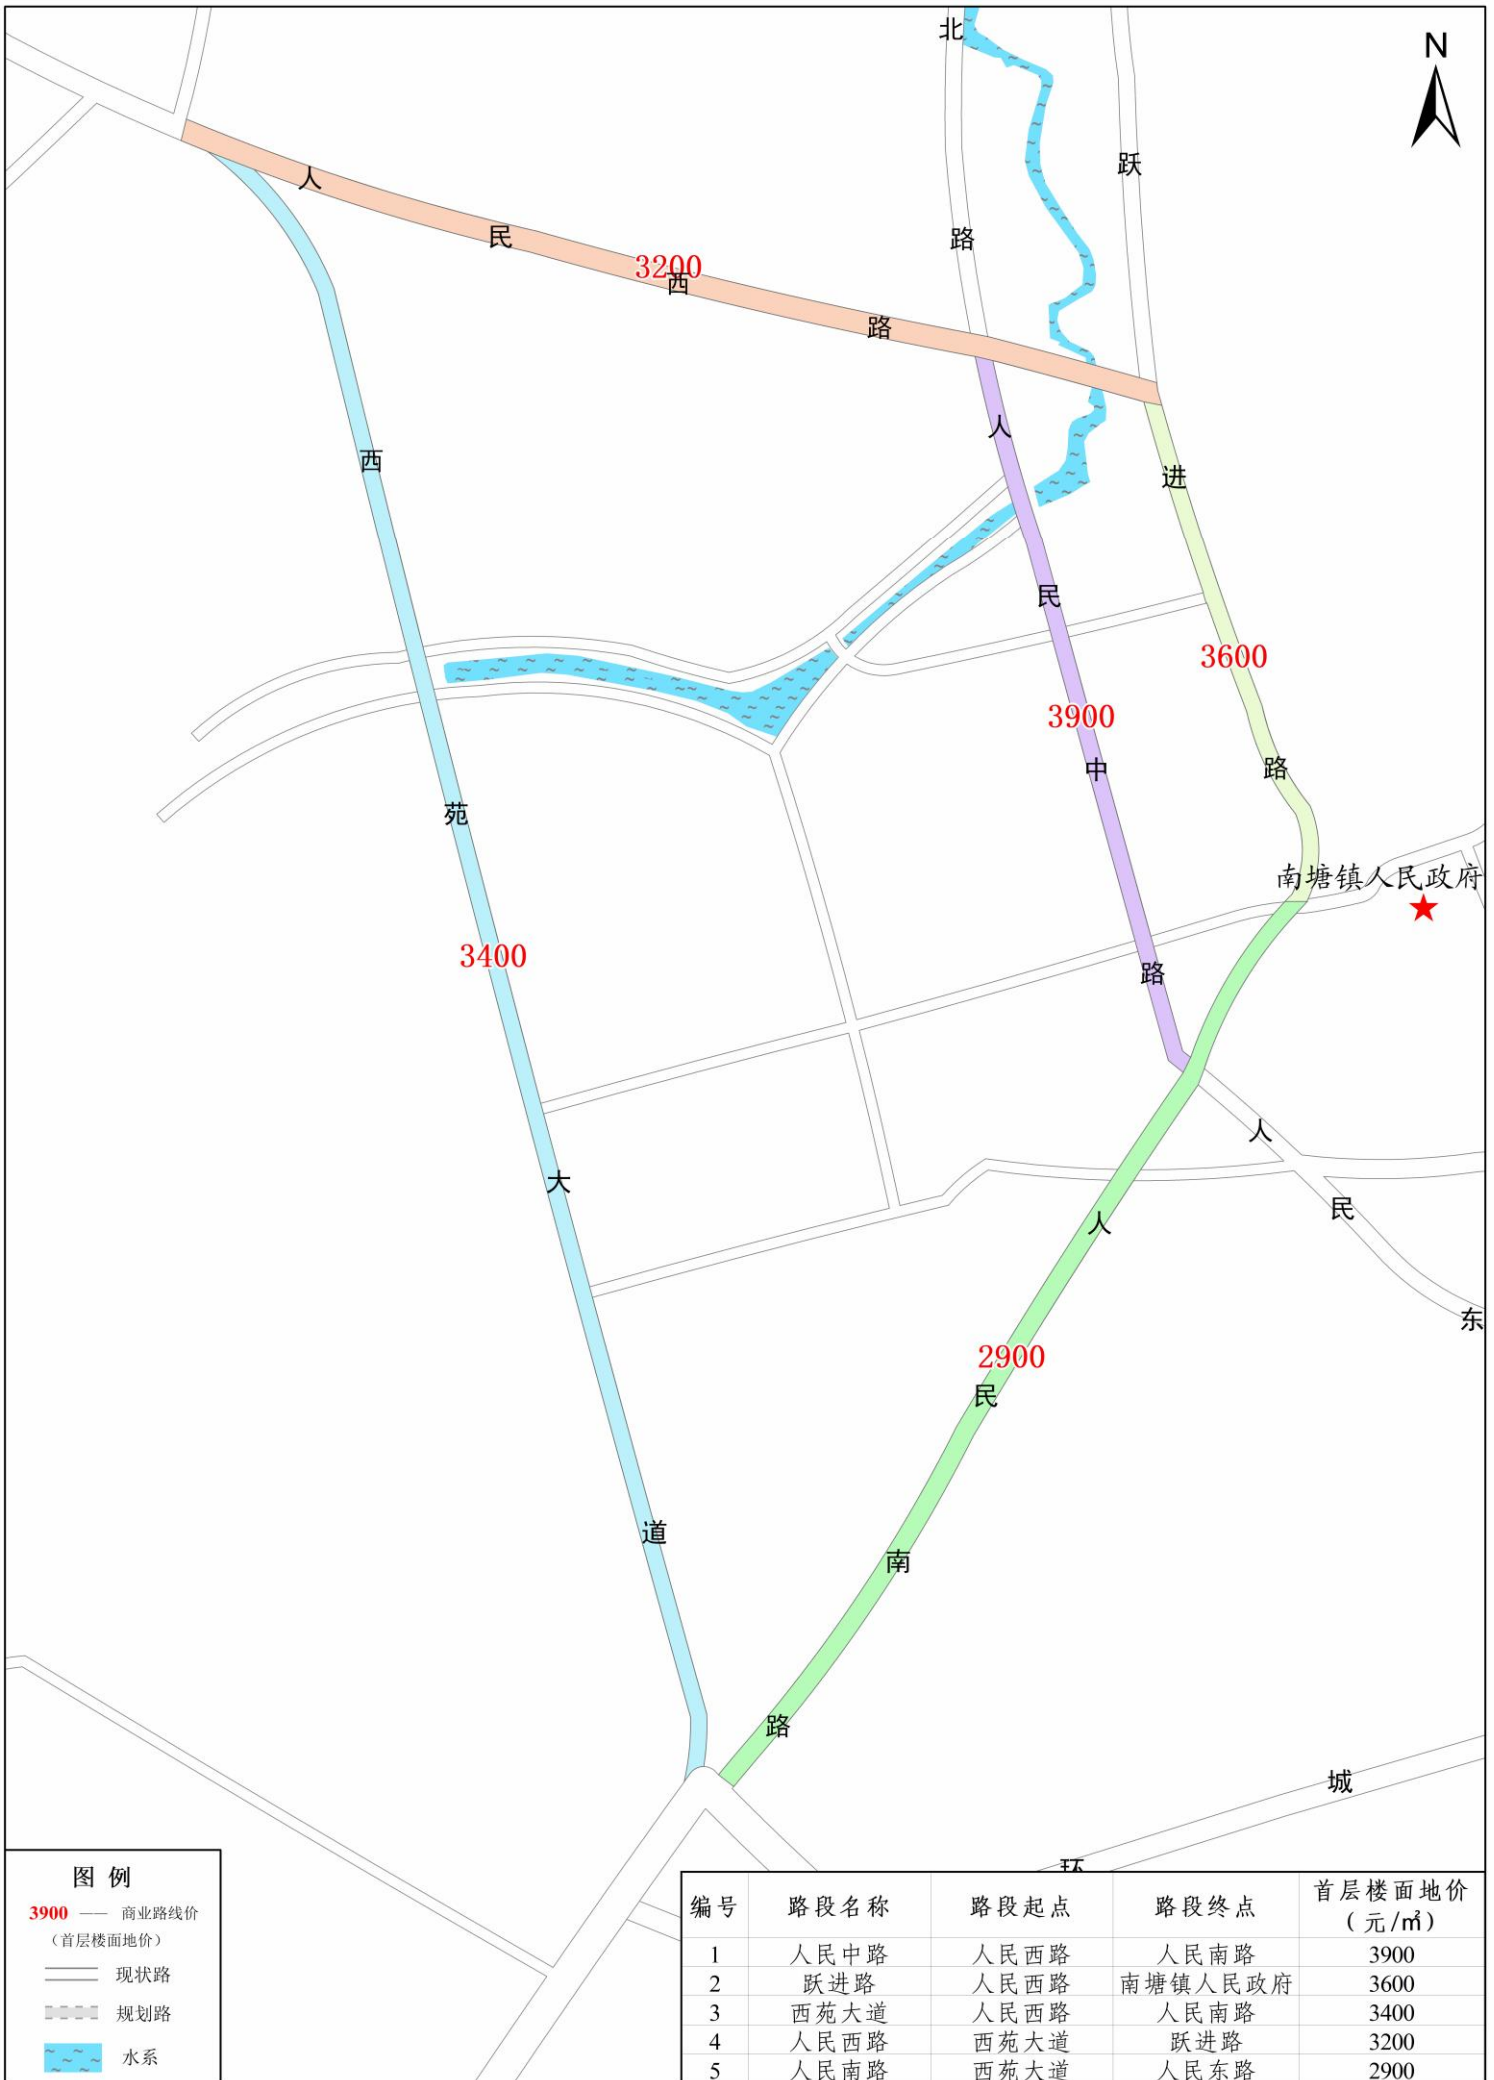 北
N
跃
人
民
西
路
3200
路
人
进
西
民
3600
3900
中
路
苑
南塘镇人民政府
3400
路
人
大
民
人
东
2900
民
道
南
路
城
环
图 例
3900 —— 商业路线价
（首层楼面地价）
现状路
规划路
水系
编号 路段名称 路段起点 路段终点 首层楼面地价（元/㎡）
1 人民中路 人民西路 人民南路 3900
2 跃进路 人民西路 南塘镇人民政府 3600
3 西苑大道 人民西路 人民南路 3400
4 人民西路 西苑大道 跃进路 3200
5 人民南路 西苑大道 人民东路 2900